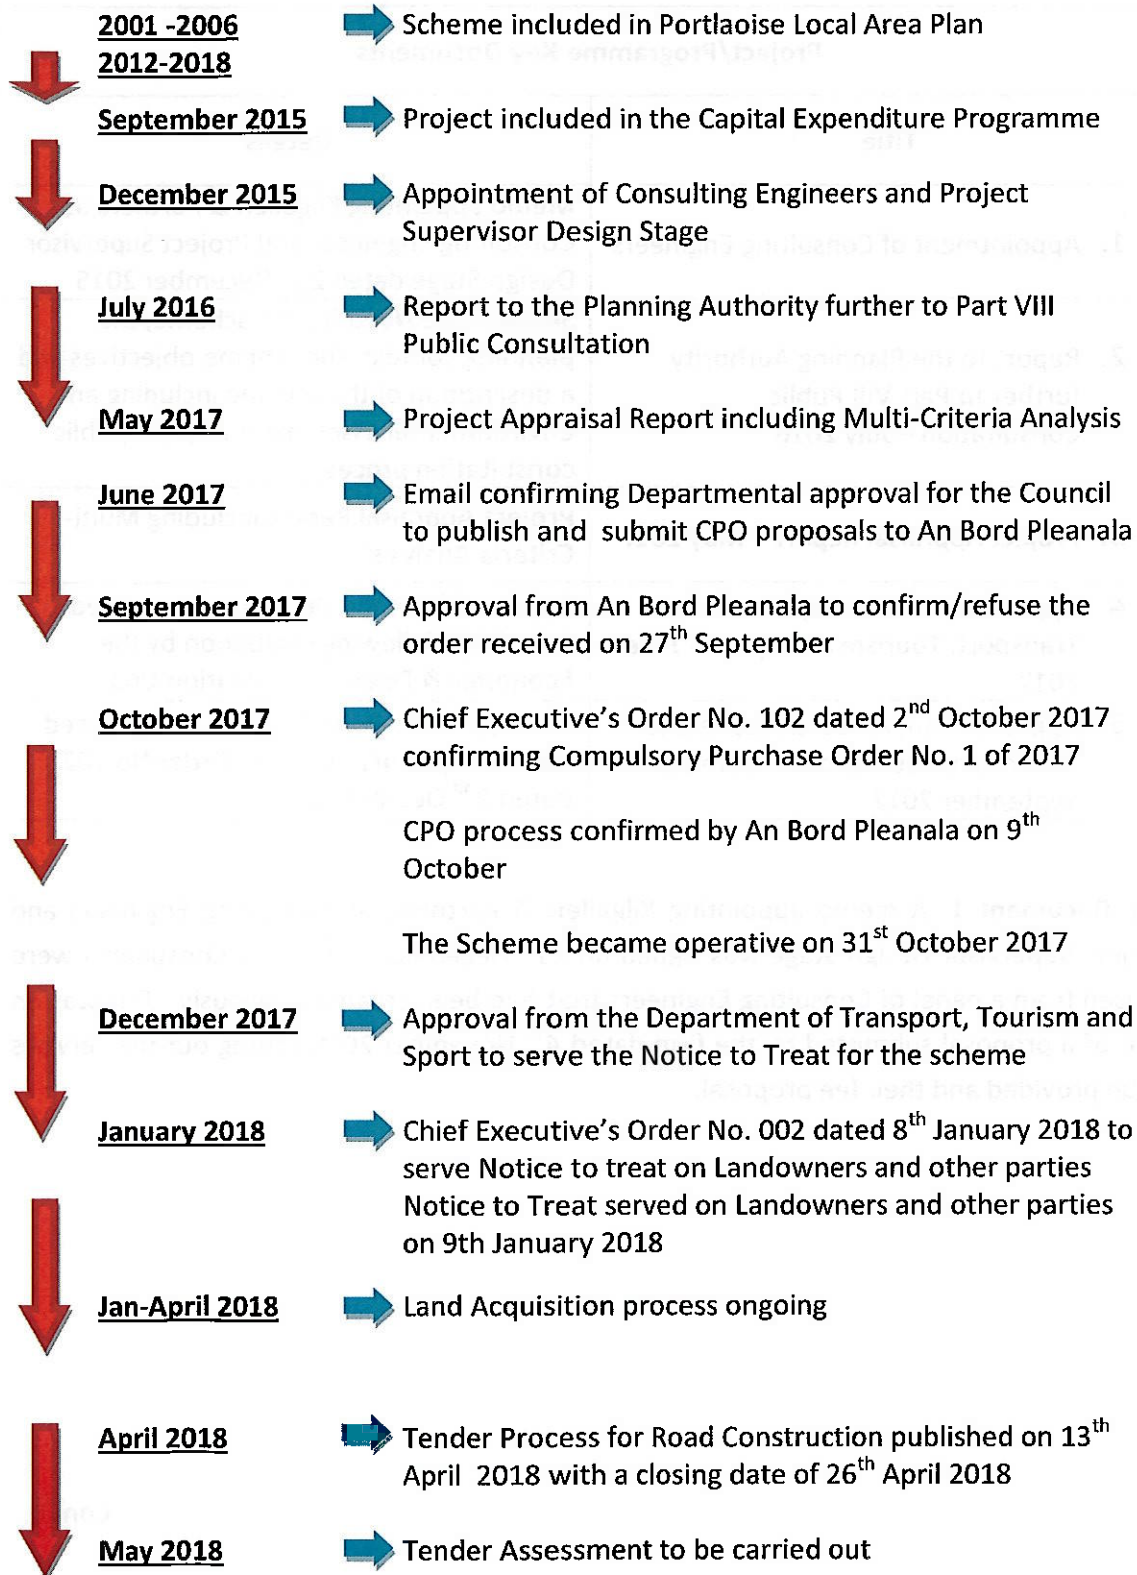 2001 -2006 Scheme included in Portlaoise Local Area Plan
2012-2018
September 2015 Project included in the Capital Expenditure Programme
December 2015 Appointment of Consulting Engineers and Project
Supervisor Design Stage
July 2016 Report to the Planning Authority further to Part VIII
Public Consultation
May 2017 Project Appraisal Report including Multi-Criteria Analysis
June 2017 Email confirming Departmental approval for the Council
to publish and submit CPO proposals to An Bord Pleanala
September 2017 Approval from An Bord Pleanala to confirm/refuse the
order received on 27th September
October 2017 Chief Executive’s Order No. 102 dated 2nd October 2017
confirming Compulsory Purchase Order No. 1 of 2017
CPO process confirmed by An Bord Pleanala on 9th
October
The Scheme became operative on 31st October 2017
December 2017 Approval from the Department of Transport, Tourism and
Sport to serve the Notice to Treat for the scheme
January 2018 Chief Executive’s Order No. 002 dated 8th January 2018 to
serve Notice to treat on Landowners and other parties
Notice to Treat served on Landowners and other parties
on 9th January 2018
Jan-April 2018 Land Acquisition process ongoing
April 2018 Tender Process for Road Construction published on 13th
April 2018 with a closing date of 26th April 2018
May 2018 Tender Assessment to be carried out